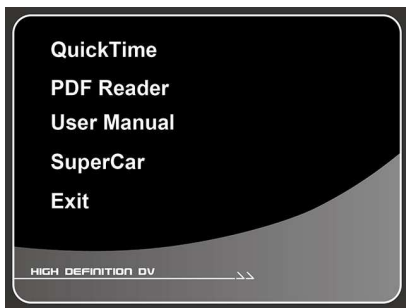 QuickTime
PDF Reader
User Manual
SuperCar
Exit
HIGH DEFINITION DV